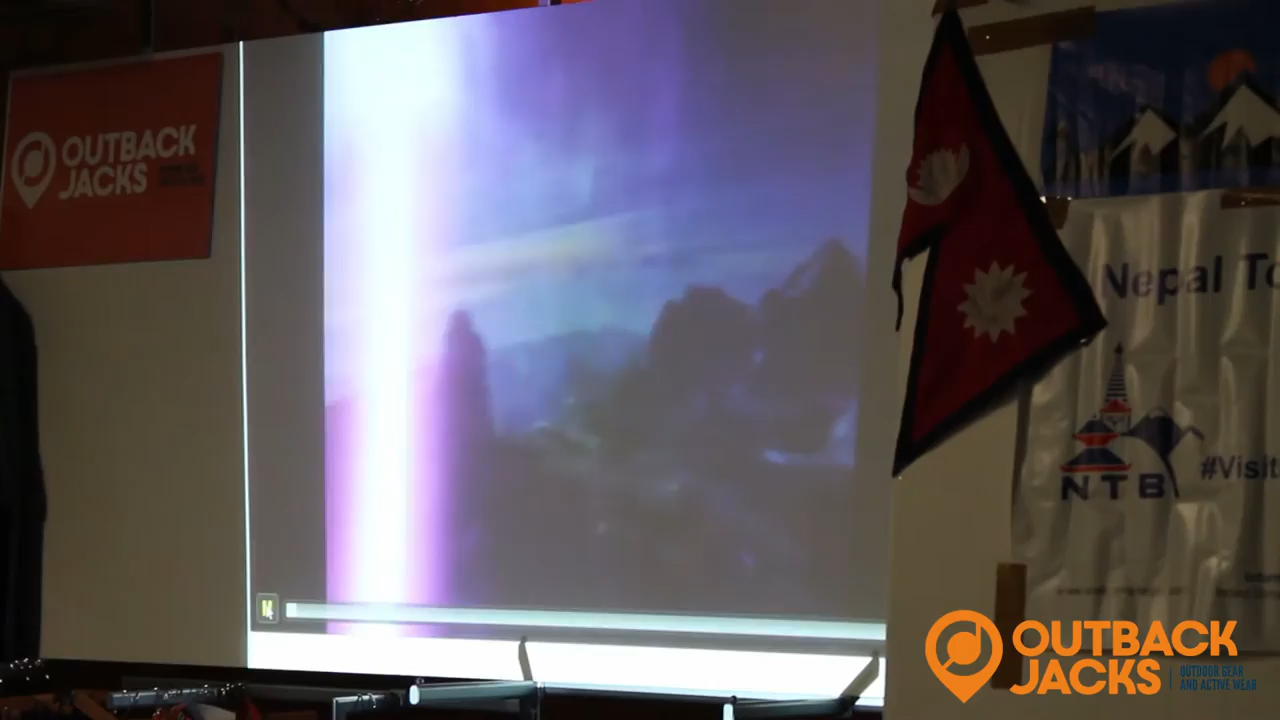 OUTBACK
JACKS
Nepal To
NTB
#Visit
OUTBACK
JACKS
OUTDOOR GEAR
AND ACTIVE WEAR